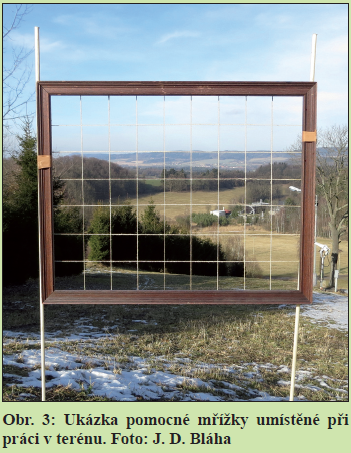 Obr. 3: Ukázka pomocné mřížky umístěné při
práci v terénu. Foto: J. D. Bláha